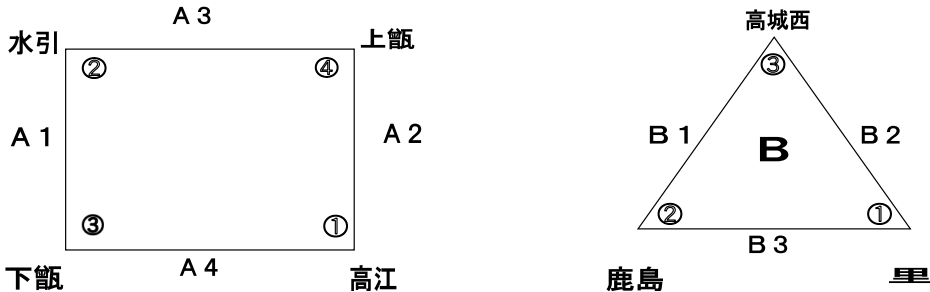 Ａ３
水引
上甑
②
④
Ａ１
Ａ２
③
①
Ａ４
下甑
高江
高城西
③
Ｂ１
Ｂ２
Ｂ
②
①
Ｂ３
鹿島
里